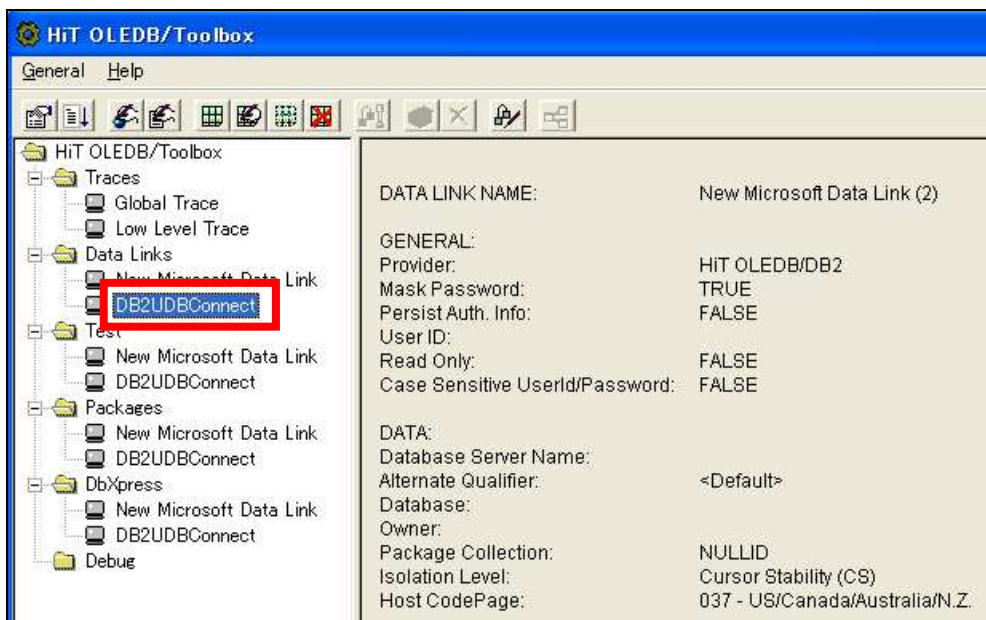 HiT OLEDB/Toolbox
General Help
HiT OLEDB/Toolbox
Traces
Global Trace
Low Level Trace
Data Links
New Microsoft Data Link
DB2UDBConnect
Test
New Microsoft Data Link
DB2UDBConnect
Packages
New Microsoft Data Link
DB2UDBConnect
DbXpress
New Microsoft Data Link
DB2UDBConnect
Debug
DATA LINK NAME: New Microsoft Data Link (2)
GENERAL:
Provider: HiT OLEDB/DB2
Mask Password: TRUE
Persist Auth. Info: FALSE
User ID:
Read Only: FALSE
Case Sensitive UserId/Password: FALSE
DATA:
Database Server Name:
Alternate Qualifier: <Default>
Database:
Owner:
Package Collection: NULLID
Isolation Level: Cursor Stability (CS)
Host CodePage: 037 - US/Canada/Australia/N.Z.